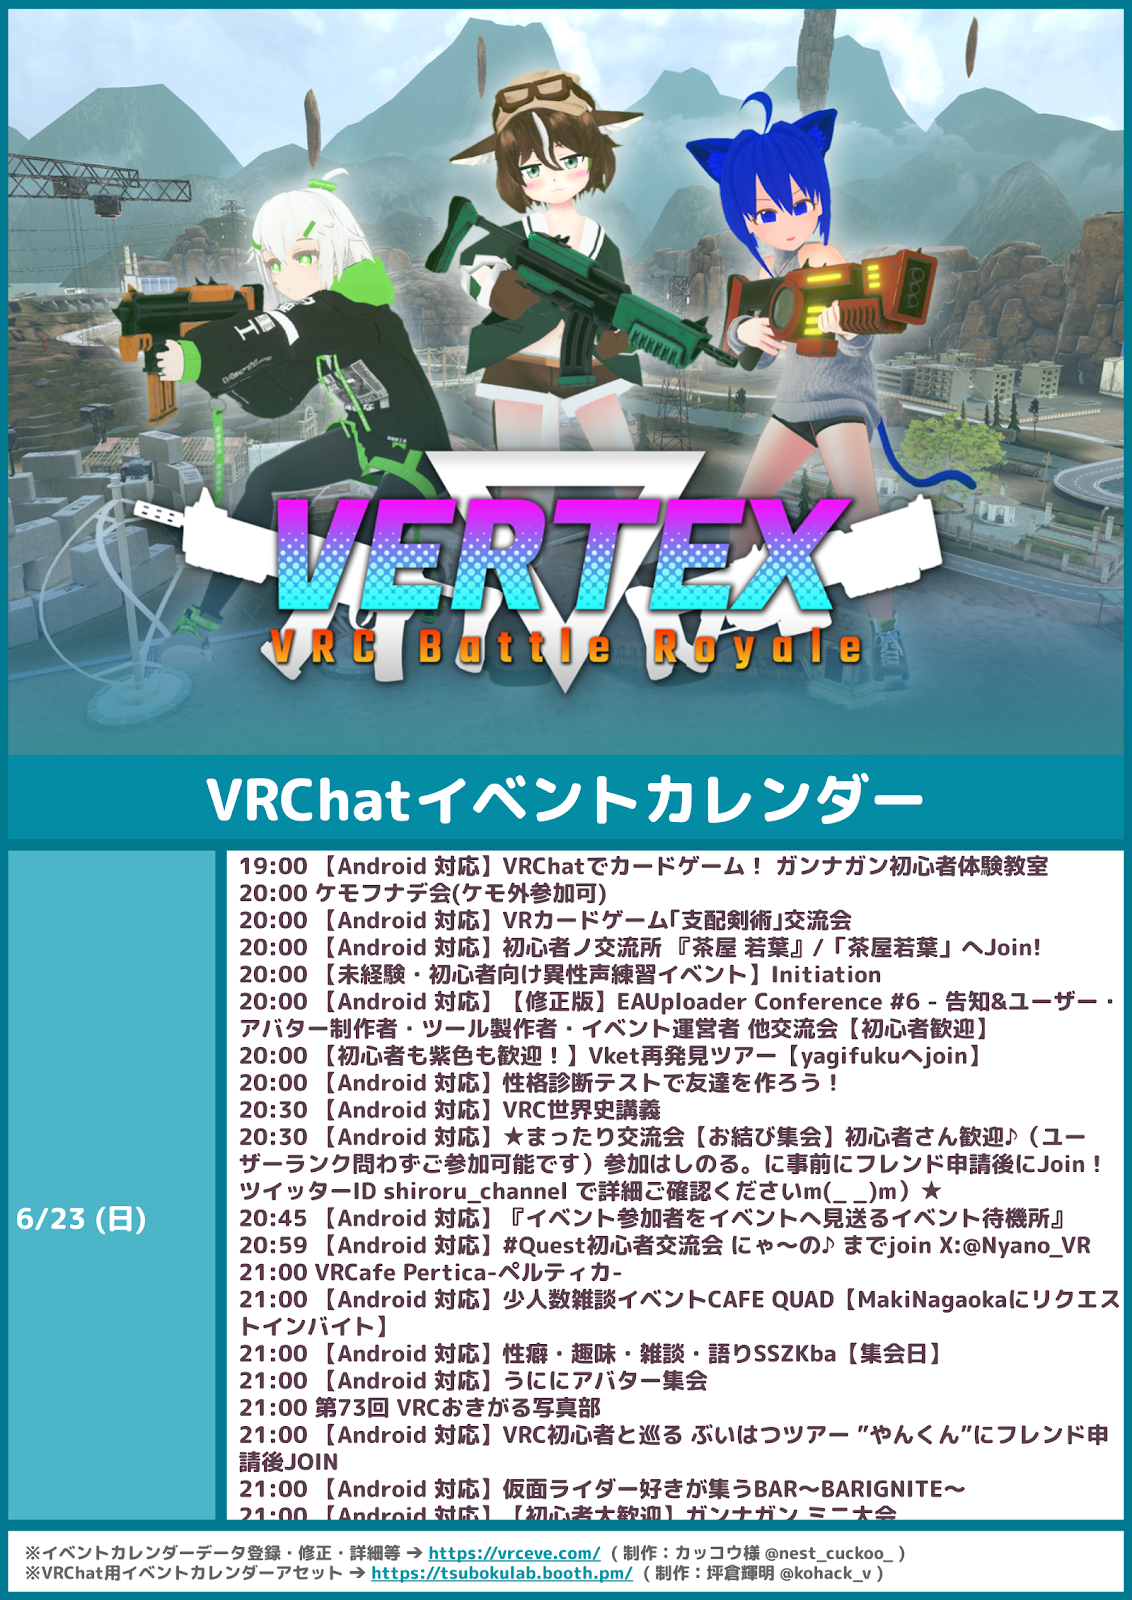 VERTEX
VRC Battle Royale
VRChatイベントカレンダー
6/23 (日)
19:00 【Android 対応】VRChatでカードゲーム！ ガンナガン初心者体験教室
20:00 ケモフナデ会(ケモ外参加可)
20:00 【Android 対応】VRカードゲーム｢支配剣術｣交流会
20:00 【Android 対応】初心者ノ交流所 『茶屋 若葉』/「茶屋若葉」へJoin!
20:00 【未経験・初心者向け異性声練習イベント】Initiation
20:00 【Android 対応】【修正版】EAUploader Conference #6 - 告知&ユーザー・
アバター制作者・ツール製作者・イベント運営者 他交流会【初心者歓迎】
20:00 【初心者も紫色も歓迎！】Vket再発見ツアー【yagifukuへjoin】
20:00 【Android 対応】性格診断テストで友達を作ろう！
20:30 【Android 対応】VRC世界史講義
20:30 【Android 対応】★まったり交流会【お結び集会】初心者さん歓迎♪（ユー
ザーランク問わずご参加可能です）参加はしのる。に事前にフレンド申請後にJoin！
ツイッターID shiroru_channel で詳細ご確認くださいm(_ _)m）★
20:45 【Android 対応】『イベント参加者をイベントへ見送るイベント待機所』
20:59 【Android 対応】#Quest初心者交流会 にゃ～の♪ までjoin X:@Nyano_VR
21:00 VRCafe Pertica-ペルティカ-
21:00 【Android 対応】少人数雑談イベントCAFE QUAD【MakiNagaokaにリクエス
トインバイト】
21:00 【Android 対応】性癖・趣味・雑談・語りSSZKba【集会日】
21:00 【Android 対応】うににアバター集会
21:00 第73回 VRCおきがる写真部
21:00 【Android 対応】VRC初心者と巡る ぶいはつツアー ”やんくん”にフレンド申
請後JOIN
21:00 【Android 対応】仮面ライダー好きが集うBAR～BARIGNITE～
21:00 【Android 対応】【初心者大歓迎】ガンナガン ミニ大会
※イベントカレンダーデータ登録・修正・詳細等 → https://vrceve.com/ ( 制作：カッコウ様 @nest_cuckoo_ )
※VRChat用イベントカレンダーアセット → https://tsubokulab.booth.pm/ ( 制作：坪倉輝明 @kohack_v )